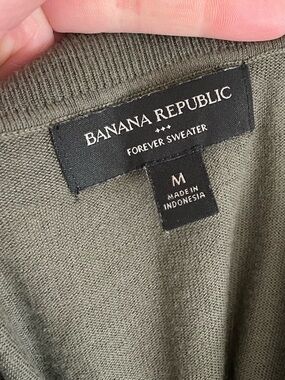 BANANA REPUBLIC
FOREVER SWEATER
M
MADE IN
INDONESIA